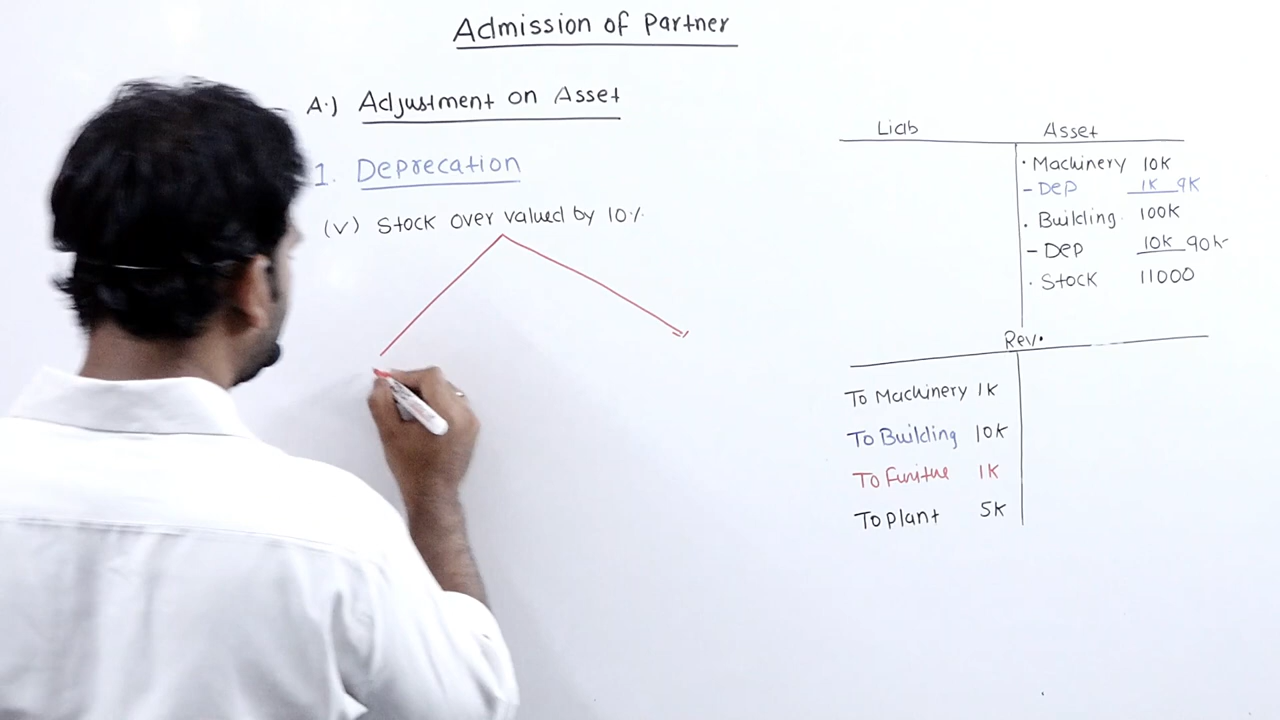 Admission of Partner
A.) Adjustment on Asset
1. Deprecation
(V) Stock over valued by 10%.
Liab Asset
· Machinery 10K
- Dep 1K 9K
. Building. 100K
- Dep 10K 90K
· Stock 11000
Rev.
To Machinery 1K
To Building 10K
To Funitue 1K
To plant 5K